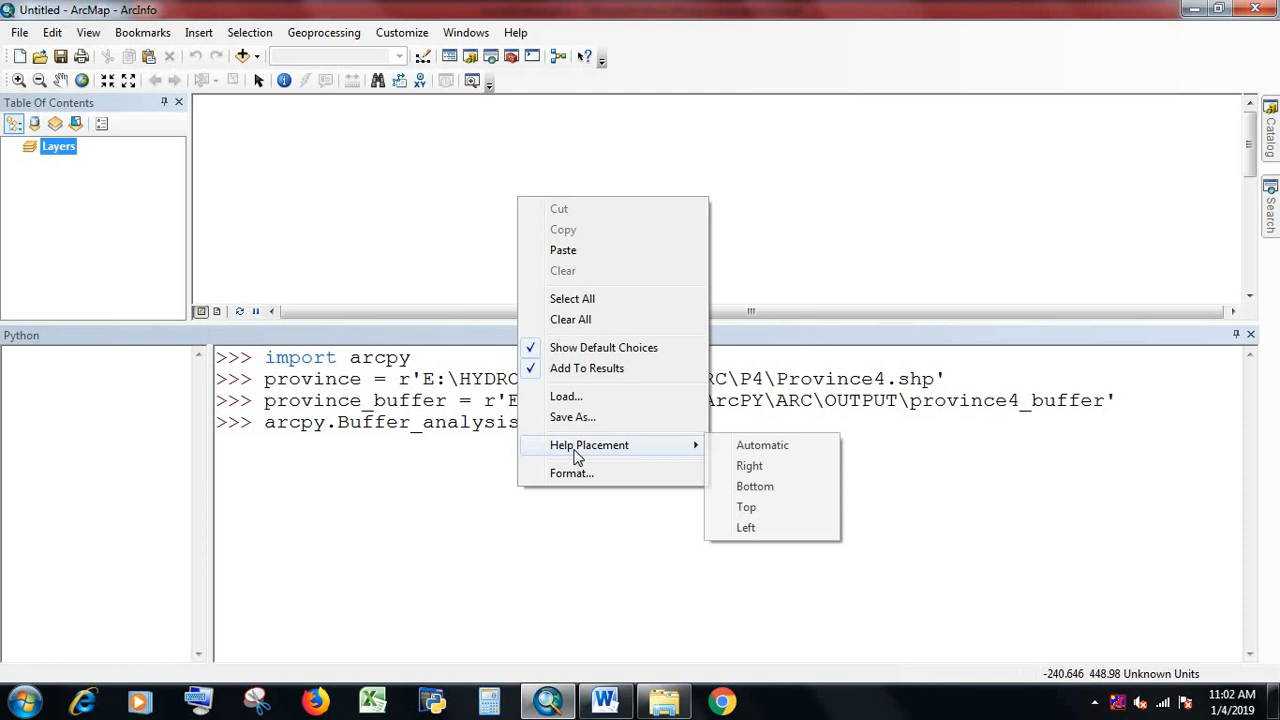 Untitled - ArcMap - ArcInfo
File Edit View Bookmarks Insert Selection Geoprocessing Customize Windows Help
Table Of Contents
Layers
Catalog
Search
Cut
Copy
Paste
Clear
Select All
Clear All
Show Default Choices
Add To Results
Load...
Save As...
Help Placement
Format...
Automatic
Right
Bottom
Top
Left
Python
>>> import arcpy
>>> province = r'E:\HYDRO RC\P4\Province4.shp'
>>> province_buffer = r'E ArcPY\ARC\OUTPUT\province4_buffer'
>>> arcpy.Buffer_analysis
-240.646 448.98 Unknown Units
11:02 AM
1/4/2019